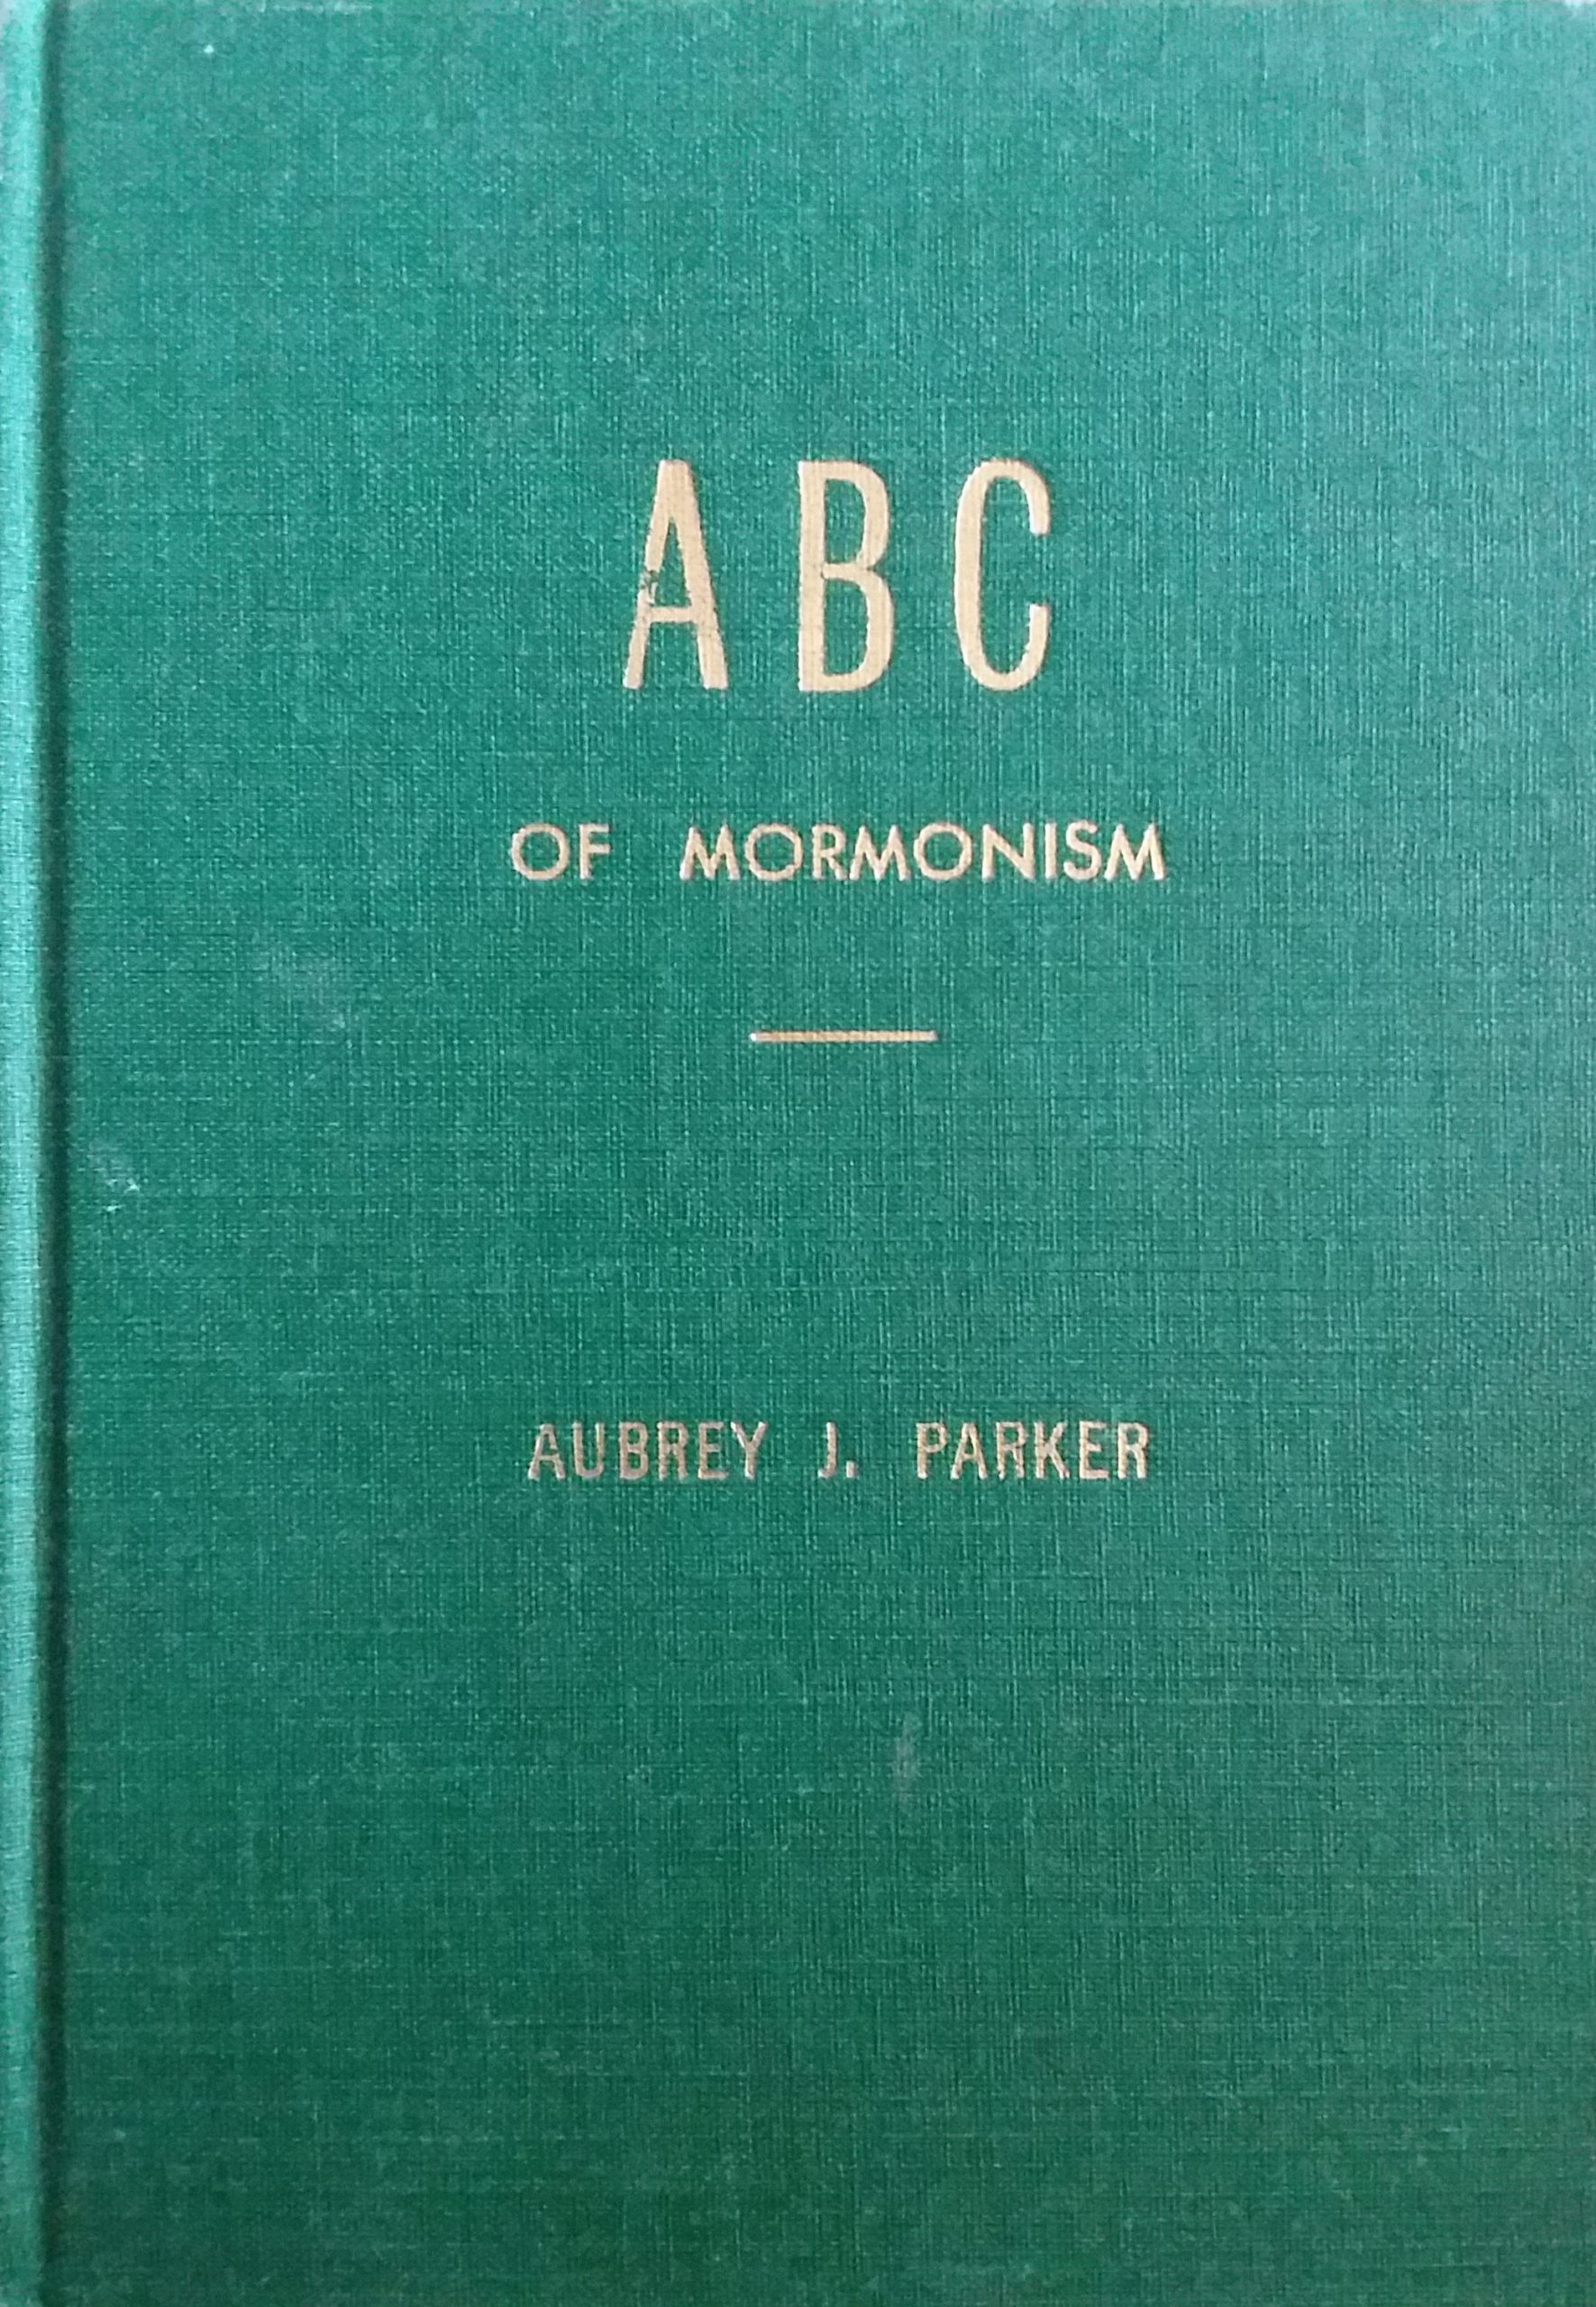 ABC
OF MORMONISM
AUBREY J. PARKER